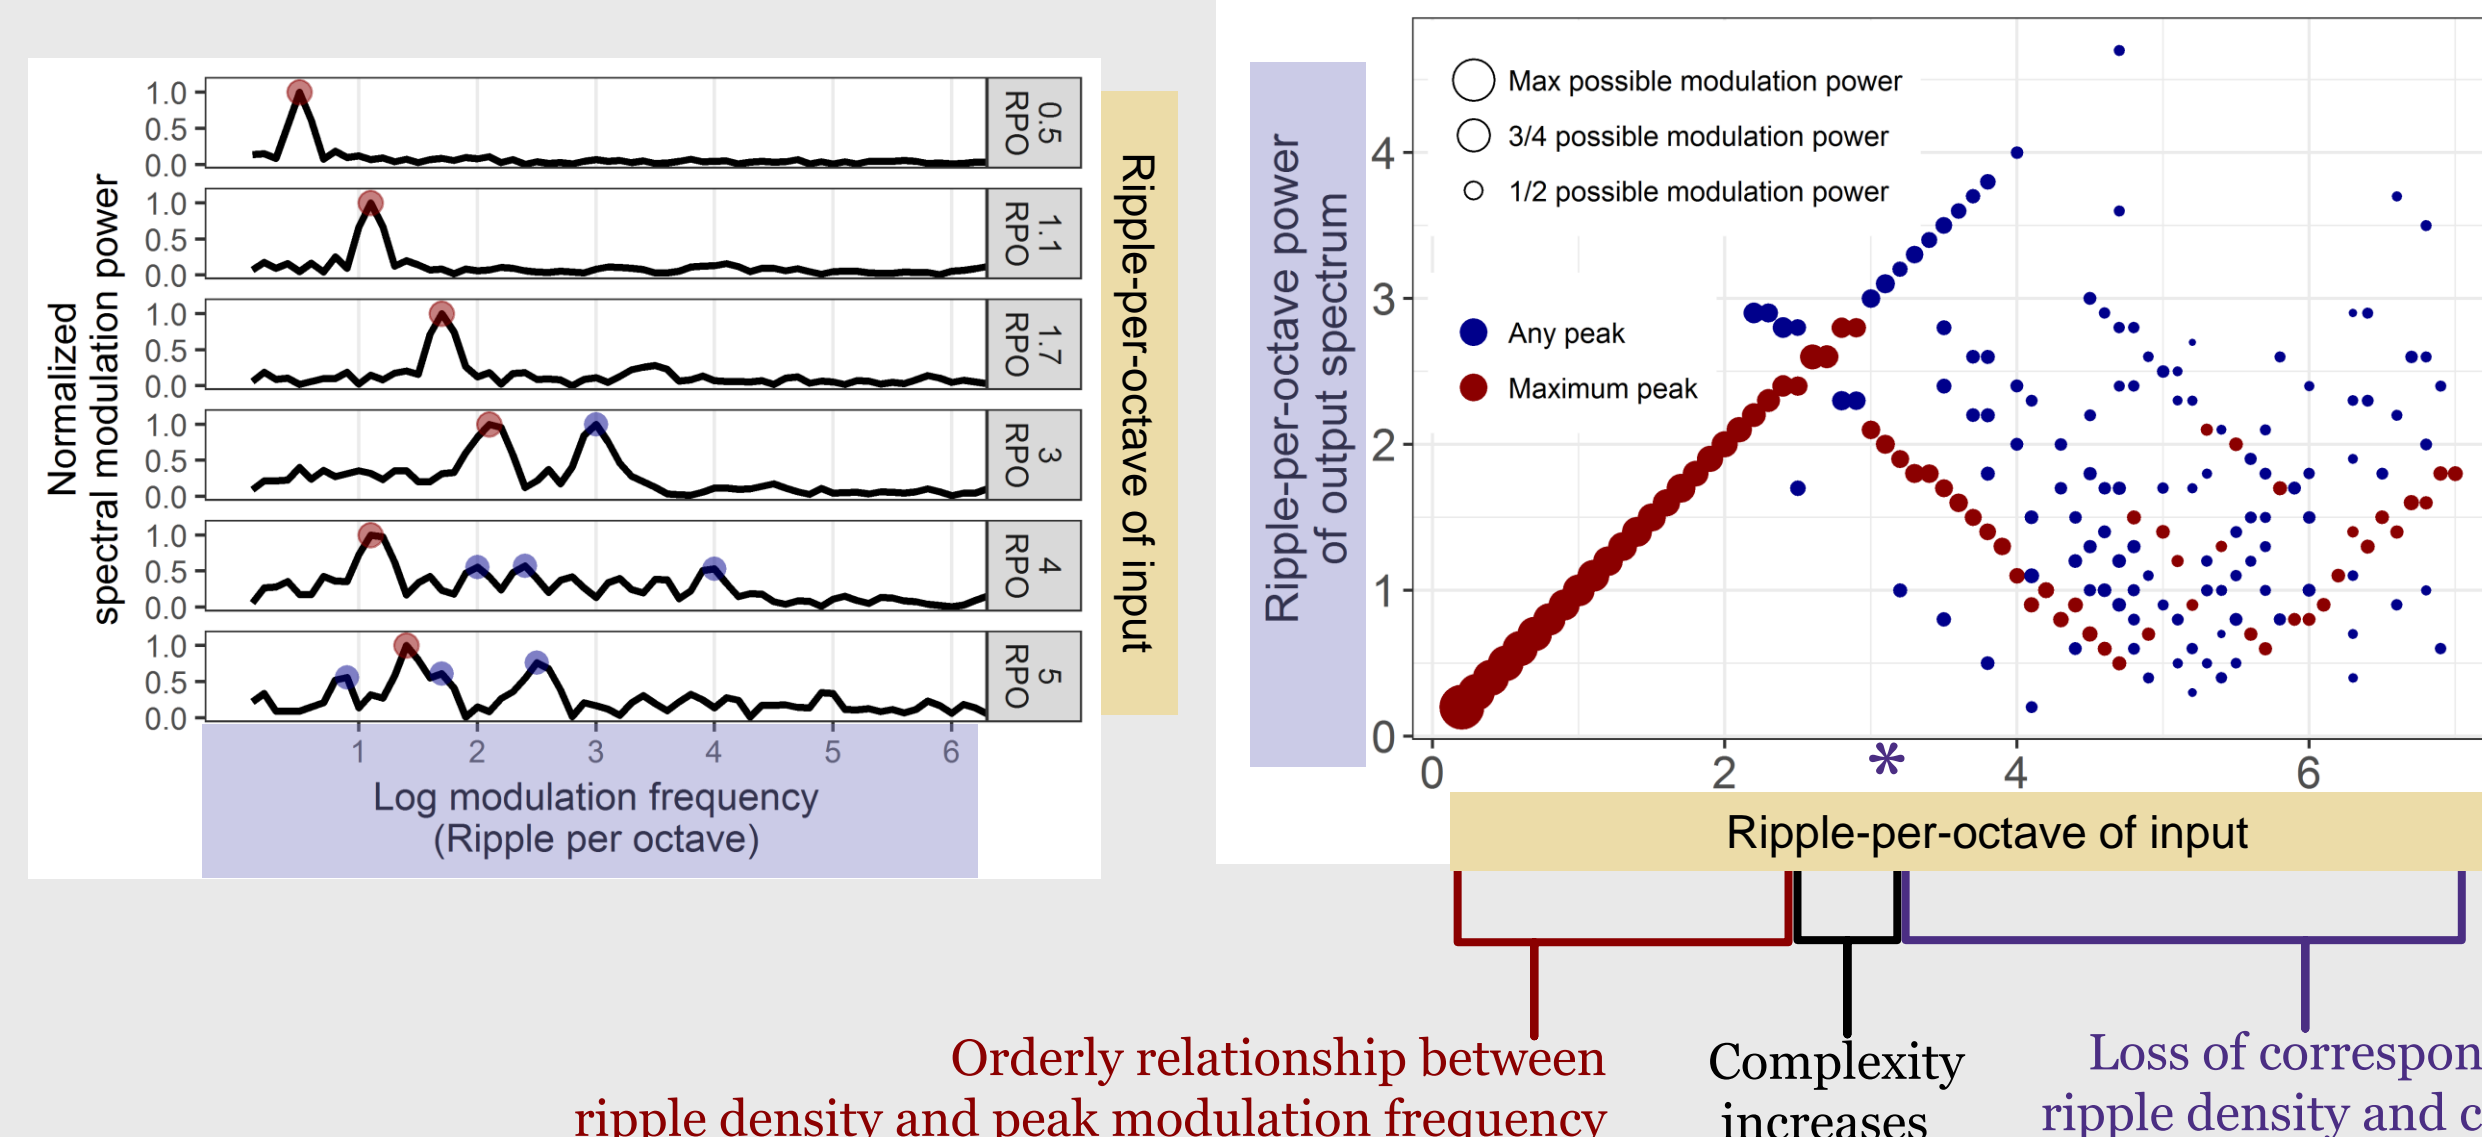 Normalized
spectral modulation power
1.0
0.5
0.0
0.5
RPO
1.0
0.5
0.0
1.1
RPO
1.0
0.5
0.0
1.7
RPO
1.0
0.5
0.0
3
RPO
1.0
0.5
0.0
4
RPO
1.0
0.5
0.0
5
RPO
1 2 3 4 5 6
Log modulation frequency
(Ripple per octave)
Ripple-per-octave of input
Ripple-per-octave power
of output spectrum
4
3
2
1
0
Max possible modulation power
3/4 possible modulation power
1/2 possible modulation power
Any peak
Maximum peak
0 2 * 4 6
Ripple-per-octave of input
Orderly relationship between
ripple density and peak modulation frequency
Complexity
increases
Loss of correspon
ripple density and c